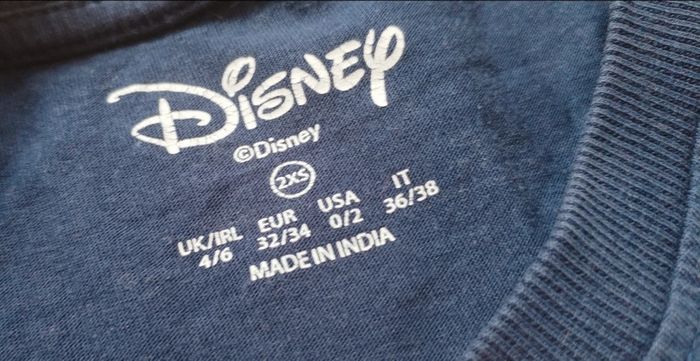 Disney
©Disney
2XS
UK/IRL EUR USA IT
4/6 32/34 0/2 36/38
MADE IN INDIA